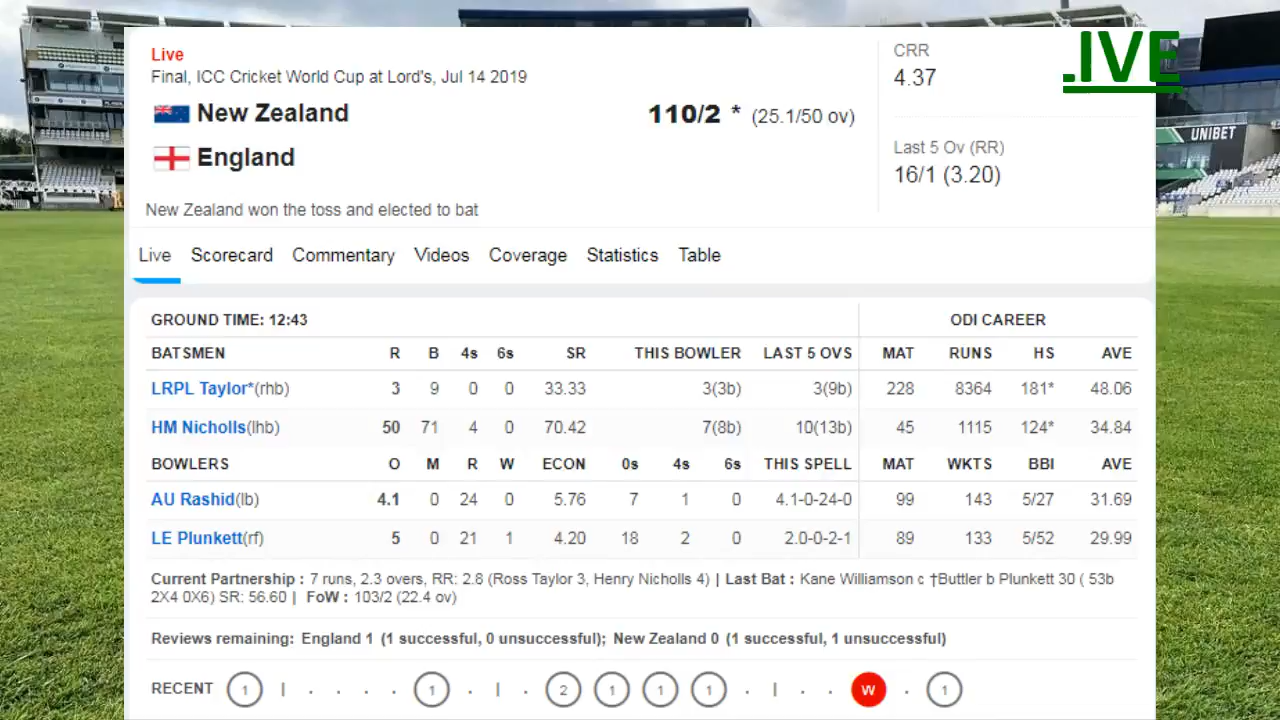 .IVE
Live
Final, ICC Cricket World Cup at Lord's, Jul 14 2019
New Zealand 110/2 * (25.1/50 ov)
England
New Zealand won the toss and elected to bat
CRR
4.37
Last 5 Ov (RR)
16/1 (3.20)
UNIBET
Live Scorecard Commentary Videos Coverage Statistics Table
GROUND TIME: 12:43 ODI CAREER
BATSMEN R B 4s 6s SR THIS BOWLER LAST 5 OVS MAT RUNS HS AVE
LRPL Taylor*(rhb) 3 9 0 0 33.33 3(3b) 3(9b) 228 8364 181* 48.06
HM Nicholls(lhb) 50 71 4 0 70.42 7(8b) 10(13b) 45 1115 124* 34.84
BOWLERS O M R W ECON 0s 4s 6s THIS SPELL MAT WKTS BBI AVE
AU Rashid(lb) 4.1 0 24 0 5.76 7 1 0 4.1-0-24-0 99 143 5/27 31.69
LE Plunkett(rf) 5 0 21 1 4.20 18 2 0 2.0-0-2-1 89 133 5/52 29.99
Current Partnership : 7 runs, 2.3 overs, RR: 2.8 (Ross Taylor 3, Henry Nicholls 4) | Last Bat : Kane Williamson c †Buttler b Plunkett 30 ( 53b
2X4 0X6) SR: 56.60 | FoW : 103/2 (22.4 ov)
Reviews remaining: England 1 (1 successful, 0 unsuccessful); New Zealand 0 (1 successful, 1 unsuccessful)
RECENT 1 | . . . . 1 . | . 2 1 1 1 . | . . W . 1